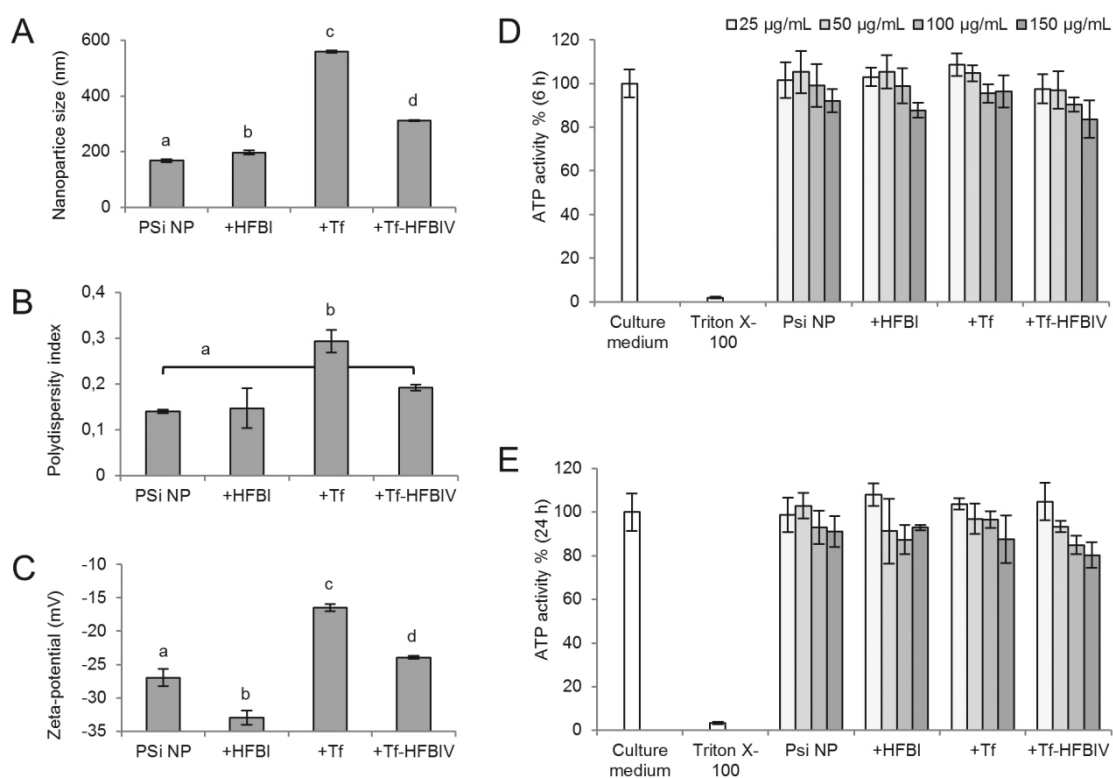 A
Nanopartice size (nm)
600
400
200
0
a
b
c
d
PSi NP
+HFBI
+Tf
+Tf-HFBIV
B
Polydispersity index
0,4
0,3
0,2
0,1
0
a
b
PSi NP
+HFBI
+Tf
+Tf-HFBIV
C
Zeta-potential (mV)
-10
-15
-20
-25
-30
-35
a
b
c
d
PSi NP
+HFBI
+Tf
+Tf-HFBIV
D
25 µg/mL
50 µg/mL
100 µg/mL
150 µg/mL
ATP activity % (6 h)
120
100
80
60
40
20
0
Culture
medium
Triton X-
100
Psi NP
+HFBI
+Tf
+Tf-HFBIV
E
ATP activity % (24 h)
120
100
80
60
40
20
0
Culture
medium
Triton X-
100
Psi NP
+HFBI
+Tf
+Tf-HFBIV